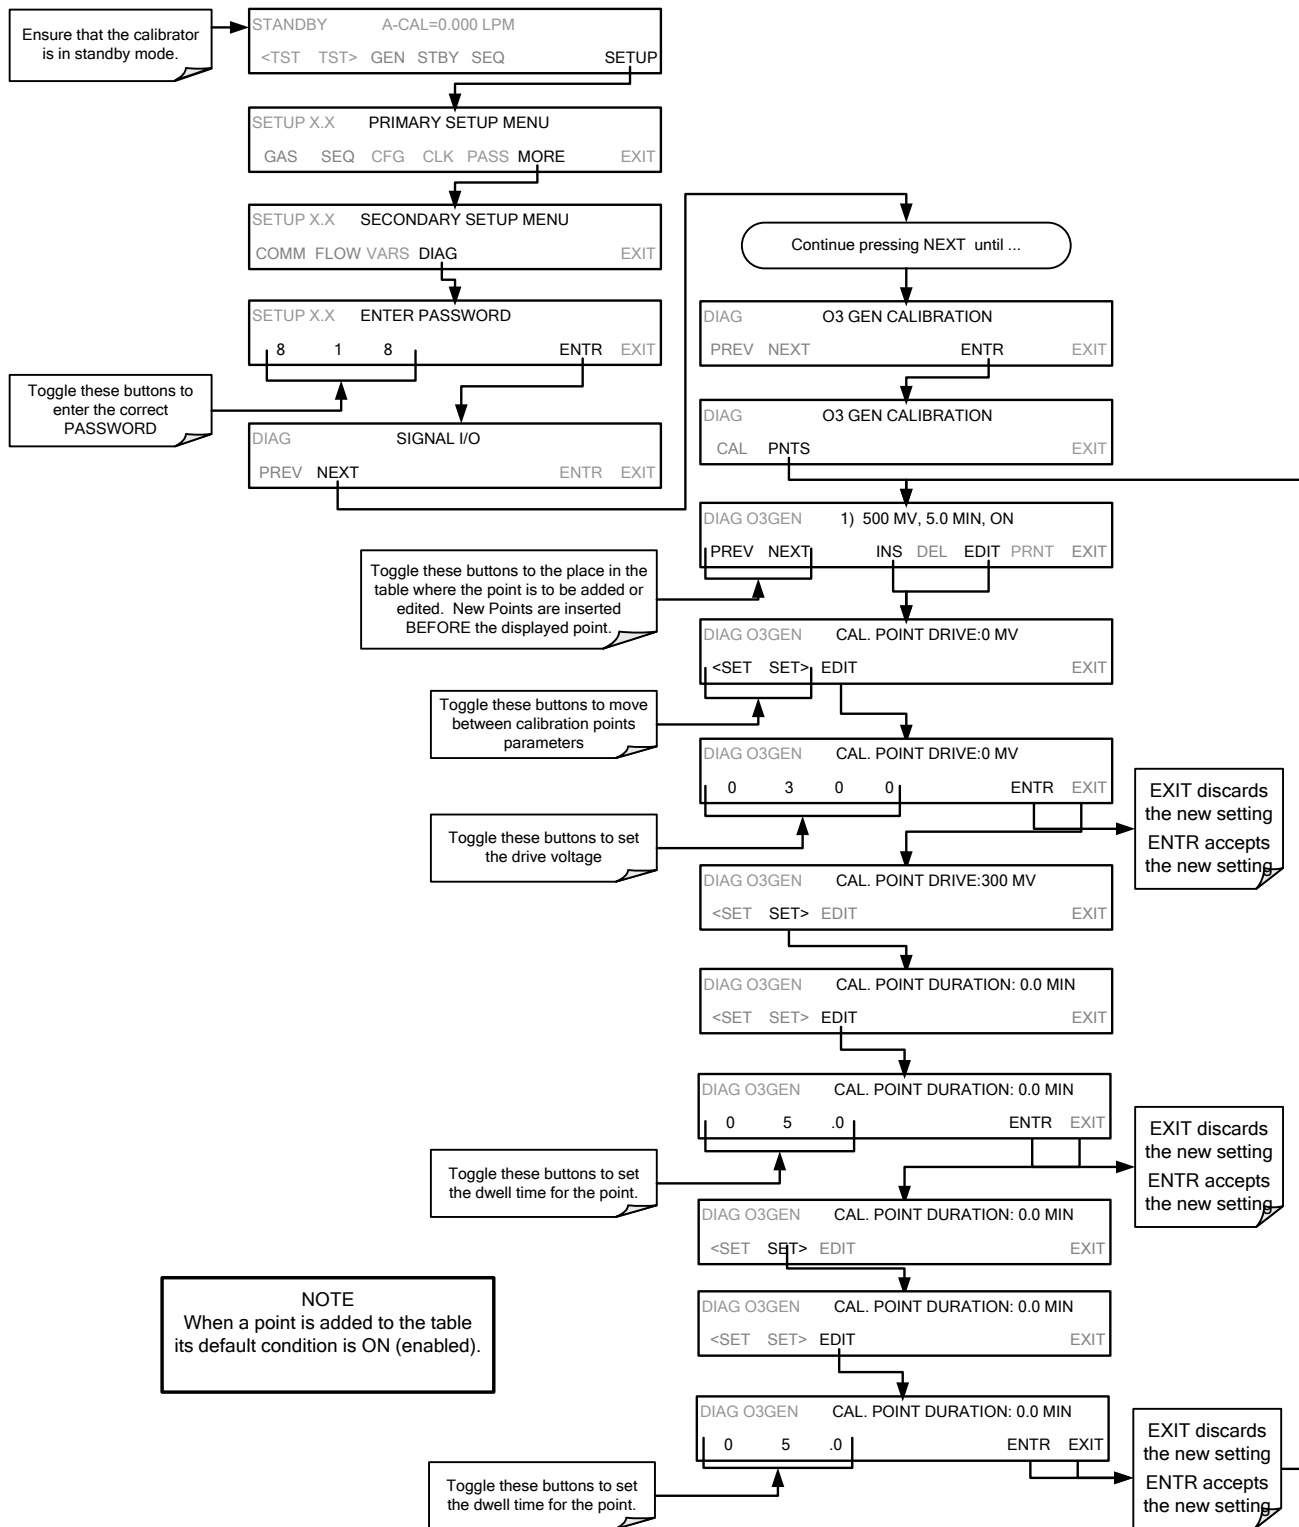 Ensure that the calibrator
is in standby mode.
STANDBY A-CAL=0.000 LPM
<TST TST> GEN STBY SEQ SETUP
SETUP X.X PRIMARY SETUP MENU
GAS SEQ CFG CLK PASS MORE EXIT
SETUP X.X SECONDARY SETUP MENU
COMM FLOW VARS DIAG EXIT
SETUP X.X ENTER PASSWORD
8 1 8 ENTR EXIT
Toggle these buttons to
enter the correct
PASSWORD
DIAG SIGNAL I/O
PREV NEXT ENTR EXIT
Continue pressing NEXT until ...
DIAG O3 GEN CALIBRATION
PREV NEXT ENTR EXIT
DIAG O3 GEN CALIBRATION
CAL PNTS EXIT
DIAG O3GEN 1) 500 MV, 5.0 MIN, ON
PREV NEXT INS DEL EDIT PRNT EXIT
Toggle these buttons to the place in the
table where the point is to be added or
edited. New Points are inserted
BEFORE the displayed point.
DIAG O3GEN CAL. POINT DRIVE:0 MV
<SET SET> EDIT EXIT
Toggle these buttons to move
between calibration points
parameters
DIAG O3GEN CAL. POINT DRIVE:0 MV
0 3 0 0 ENTR EXIT
EXIT discards
the new setting
ENTR accepts
the new setting
Toggle these buttons to set
the drive voltage
DIAG O3GEN CAL. POINT DRIVE:300 MV
<SET SET> EDIT EXIT
DIAG O3GEN CAL. POINT DURATION: 0.0 MIN
<SET SET> EDIT EXIT
DIAG O3GEN CAL. POINT DURATION: 0.0 MIN
0 5 .0 ENTR EXIT
EXIT discards
the new setting
ENTR accepts
the new setting
Toggle these buttons to set
the dwell time for the point.
DIAG O3GEN CAL. POINT DURATION: 0.0 MIN
<SET SET> EDIT EXIT
NOTE
When a point is added to the table
its default condition is ON (enabled).
DIAG O3GEN CAL. POINT DURATION: 0.0 MIN
<SET SET> EDIT EXIT
DIAG O3GEN CAL. POINT DURATION: 0.0 MIN
0 5 .0 ENTR EXIT
EXIT discards
the new setting
ENTR accepts
the new setting
Toggle these buttons to set
the dwell time for the point.